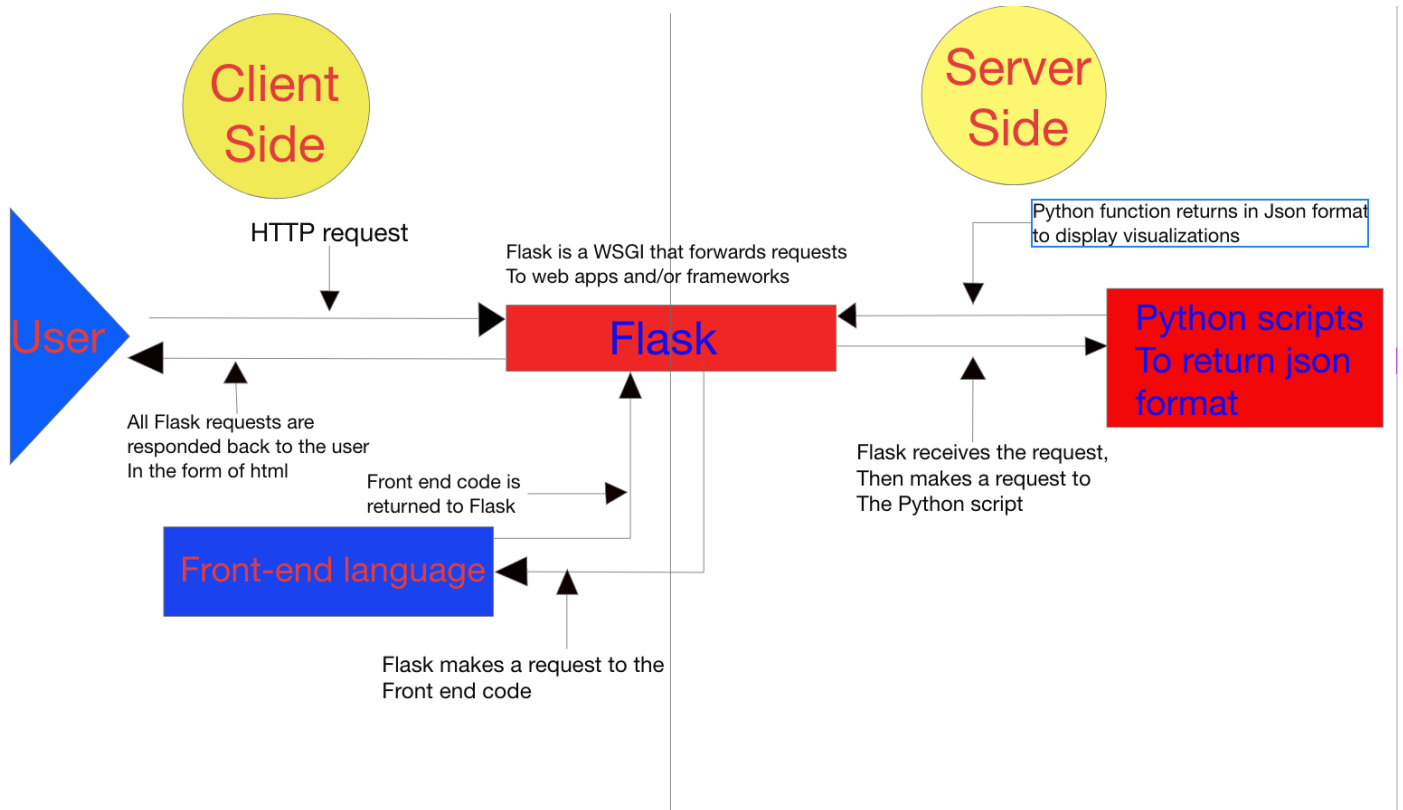 Client
Side
Server
Side
HTTP request
Flask is a WSGI that forwards requests
To web apps and/or frameworks
Python function returns in Json format
to display visualizations
User
Flask
Python scripts
To return json
format
All Flask requests are
responded back to the user
In the form of html
Flask receives the request,
Then makes a request to
The Python script
Front end code is
returned to Flask
Front-end language
Flask makes a request to the
Front end code